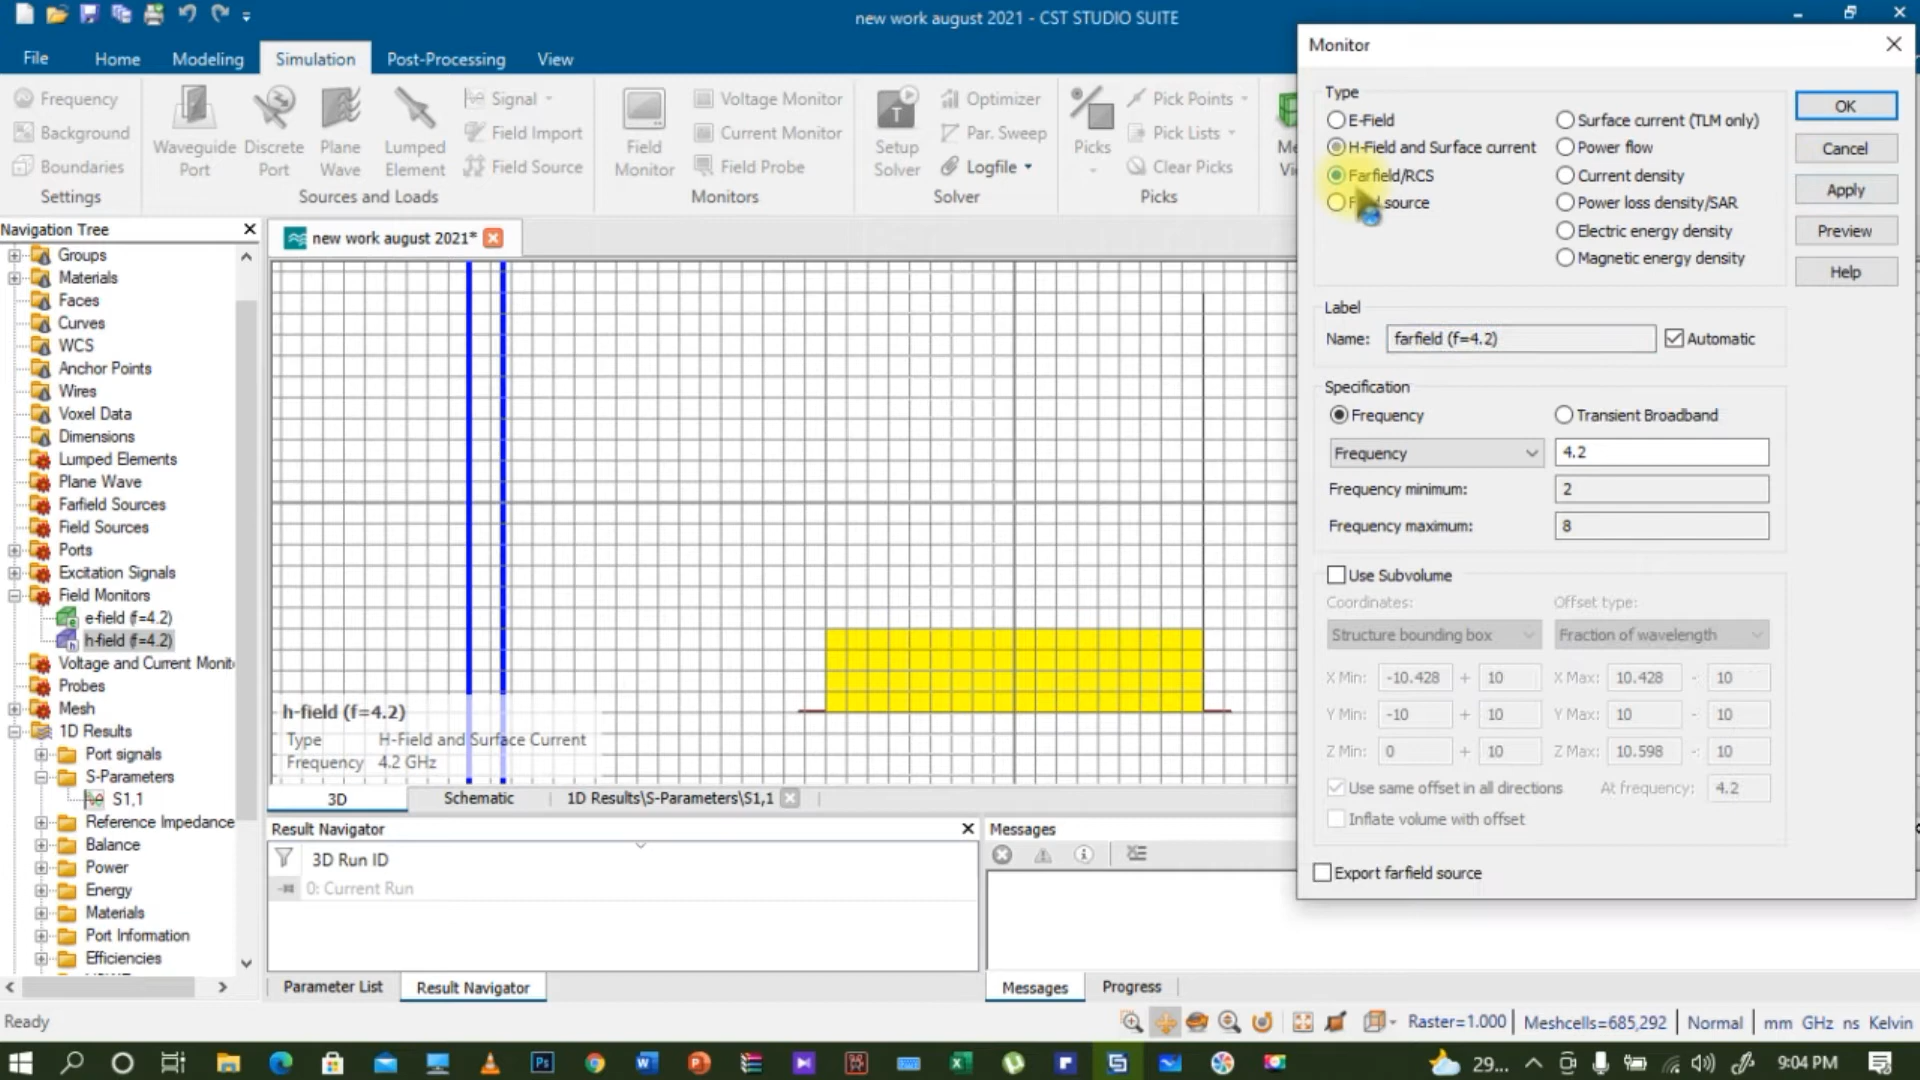 new work august 2021 - CST STUDIO SUITE
File
Home
Modeling
Simulation
Post-Processing
View
Frequency
Background
Boundaries
Settings
Waveguide Port
Discrete Port
Plane Wave
Lumped Element
Signal
Field Import
Field Source
Sources and Loads
Field Monitor
Voltage Monitor
Current Monitor
Field Probe
Monitors
Setup Solver
Optimizer
Par. Sweep
Logfile
Solver
Picks
Pick Points
Pick Lists
Clear Picks
Picks
Navigation Tree
Groups
Materials
Faces
Curves
WCS
Anchor Points
Wires
Voxel Data
Dimensions
Lumped Elements
Plane Wave
Farfield Sources
Field Sources
Ports
Excitation Signals
Field Monitors
e-field (f=4.2)
h-field (f=4.2)
Voltage and Current Monit
Probes
Mesh
1D Results
Port signals
S-Parameters
S1,1
Reference Impedance
Balance
Power
Energy
Materials
Port Information
Efficiencies
new work august 2021*
h-field (f=4.2)
Type H-Field and Surface Current
Frequency 4.2 GHz
3D
Schematic
1D Results\S-Parameters\S1,1
Result Navigator
3D Run ID
0: Current Run
Parameter List
Result Navigator
Messages
Messages
Progress
Monitor
Type
E-Field
H-Field and Surface current
Farfield/RCS
source
Surface current (TLM only)
Power flow
Current density
Power loss density/SAR
Electric energy density
Magnetic energy density
OK
Cancel
Apply
Preview
Help
Label
Name: farfield (f=4.2)
Automatic
Specification
Frequency
Transient Broadband
Frequency 4.2
Frequency minimum: 2
Frequency maximum: 8
Use Subvolume
Coordinates: Offset type:
Structure bounding box Fraction of wavelength
X Min: -10.428 + 10 X Max: 10.428 - 10
Y Min: -10 + 10 Y Max: 10 - 10
Z Min: 0 + 10 Z Max: 10.598 - 10
Use same offset in all directions At frequency: 4.2
Inflate volume with offset
Export farfield source
Ready
Raster=1.000 Meshcells=685,292 Normal mm GHz ns Kelvin
29...
9:04 PM